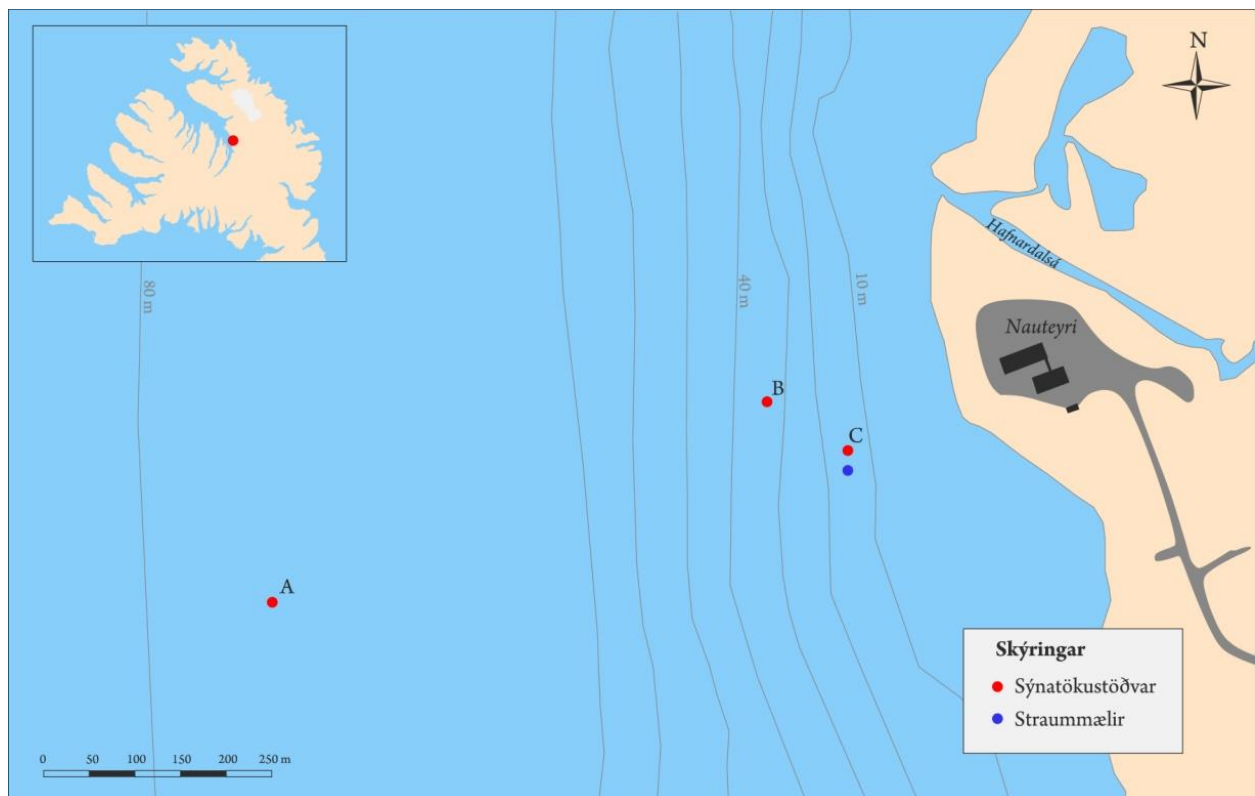 N
Hafnardalsá
80 m
40 m
10 m
Nauteyri
B
C
A
Skýringar
Sýnatökustöðvar
Straummælir
0 50 100 150 200 250 m